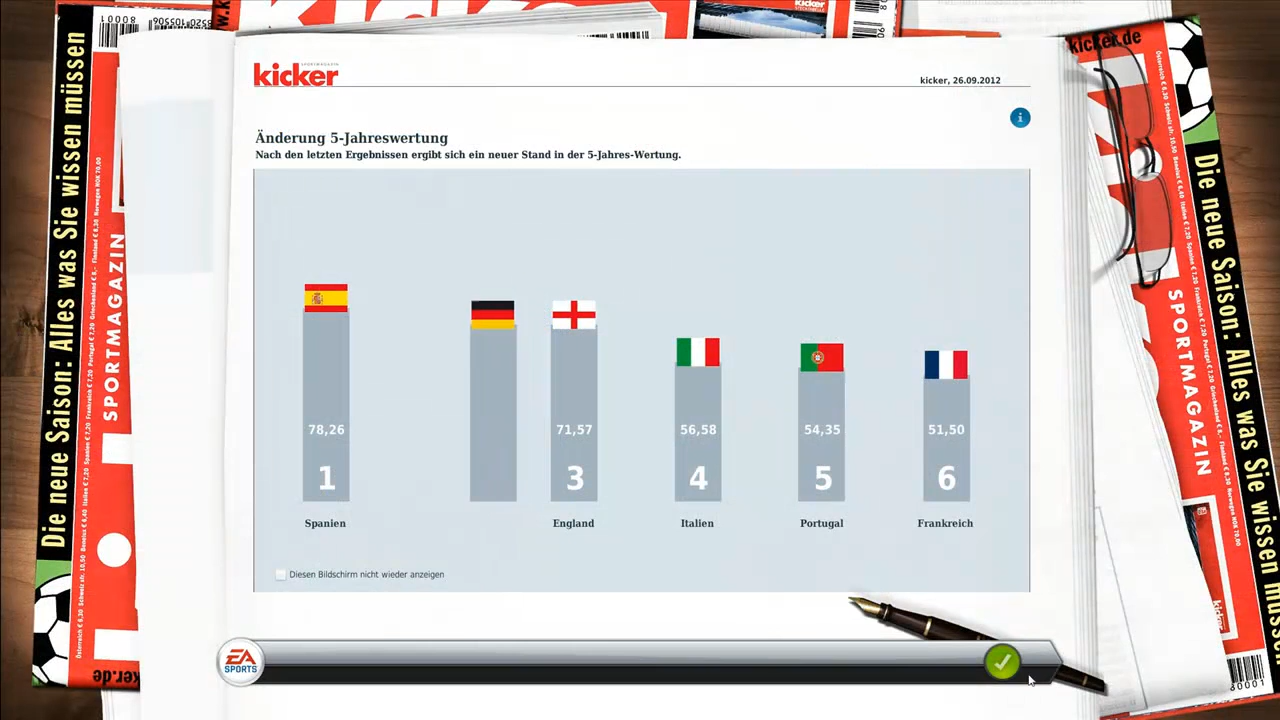 kicker
SPORTMAGAZIN
kicker, 26.09.2012
Änderung 5-Jahreswertung
Nach den letzten Ergebnissen ergibt sich ein neuer Stand in der 5-Jahres-Wertung.
78,26
71,57
56,58
54,35
51,50
1
3
4
5
6
Spanien
England
Italien
Portugal
Frankreich
Diesen Bildschirm nicht wieder anzeigen
EA
SPORTS
Die neue Saison: Alles was Sie wissen müssen
SPORTMAGAZIN
kicker.de
Die neue Saison: Alles was Sie wissen müssen
SPORTMAGAZIN
kicker